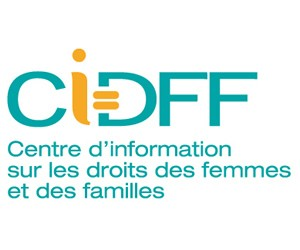 CiDFF
Centre d'information
sur les droits des femmes
et des familles